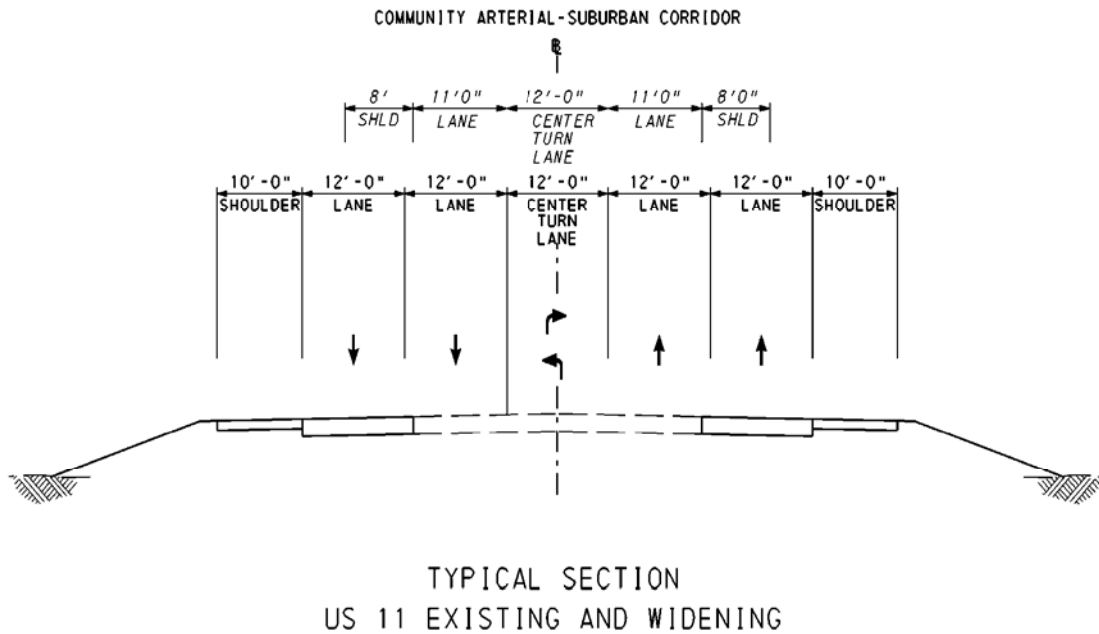 COMMUNITY ARTERIAL-SUBURBAN CORRIDOR
8' 11'0" 12'-0" 11'0" 8'0"
SHLD LANE CENTER LANE SHLD
TURN
LANE
10'-0" 12'-0" 12'-0" 12'-0" 12'-0" 12'-0" 10'-0"
SHOULDER LANE LANE CENTER LANE LANE SHOULDER
TURN
LANE
TYPICAL SECTION
US 11 EXISTING AND WIDENING